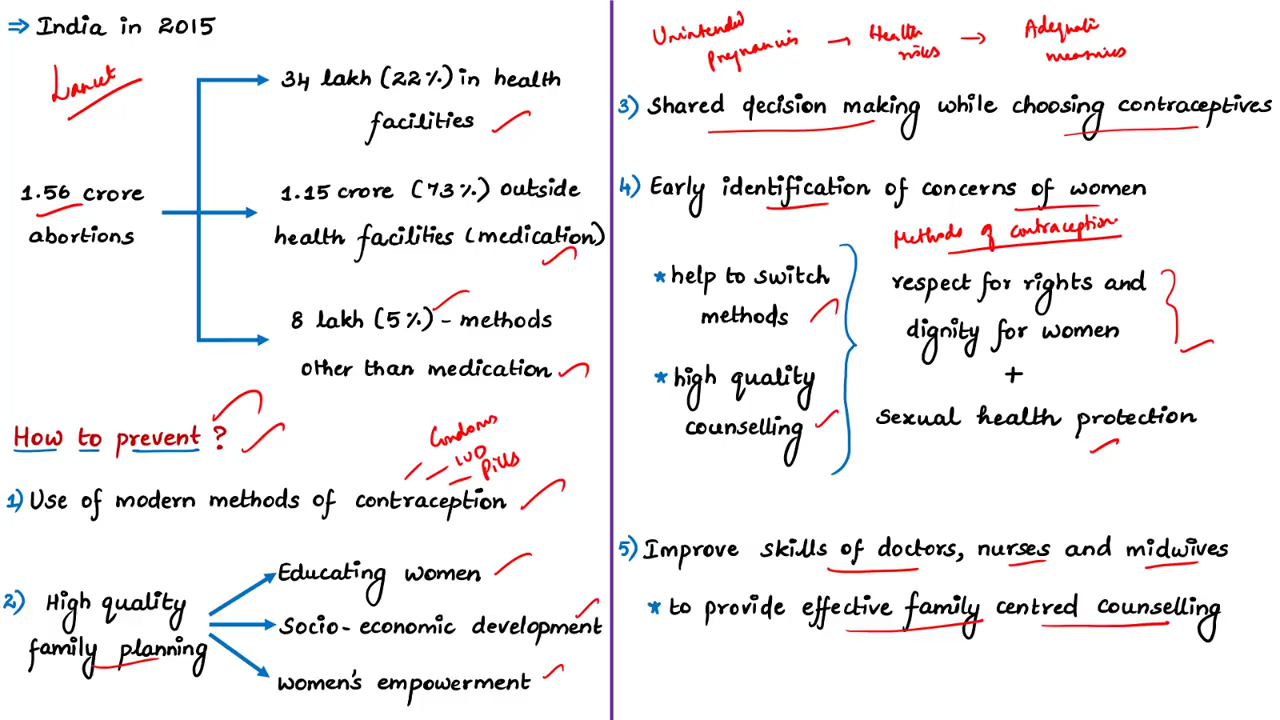 ⇒ India in 2015
Lancet
34 lakh (22%) in health
facilities
1.56 crore
abortions
1.15 crore (73%) outside
health facilities (medication)
8 lakh (5%) - methods
other than medication
How to prevent ?
Condoms
IUD
Pills
1) Use of modern methods of contraception
2) High quality
family planning
Educating women
Socio-economic development
women's empowerment
Unintended
pregnancies → Health
risks → Adequate
measures
3) Shared decision making while choosing contraceptives
4) Early identification of concerns of women
Methods of contraception
* help to switch
methods
* high quality
counselling
respect for rights and
dignity for women
+
sexual health protection
5) Improve skills of doctors, nurses and midwives
* to provide effective family centred counselling